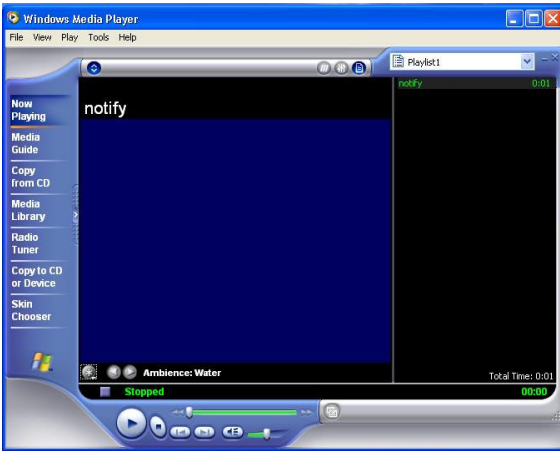 Windows Media Player
File View Play Tools Help
Playlist1
notify 0:01
notify
Now
Playing
Media
Guide
Copy
from CD
Media
Library
Radio
Tuner
Copy to CD
or Device
Skin
Chooser
Ambience: Water
Total Time: 0:01
Stopped 00:00